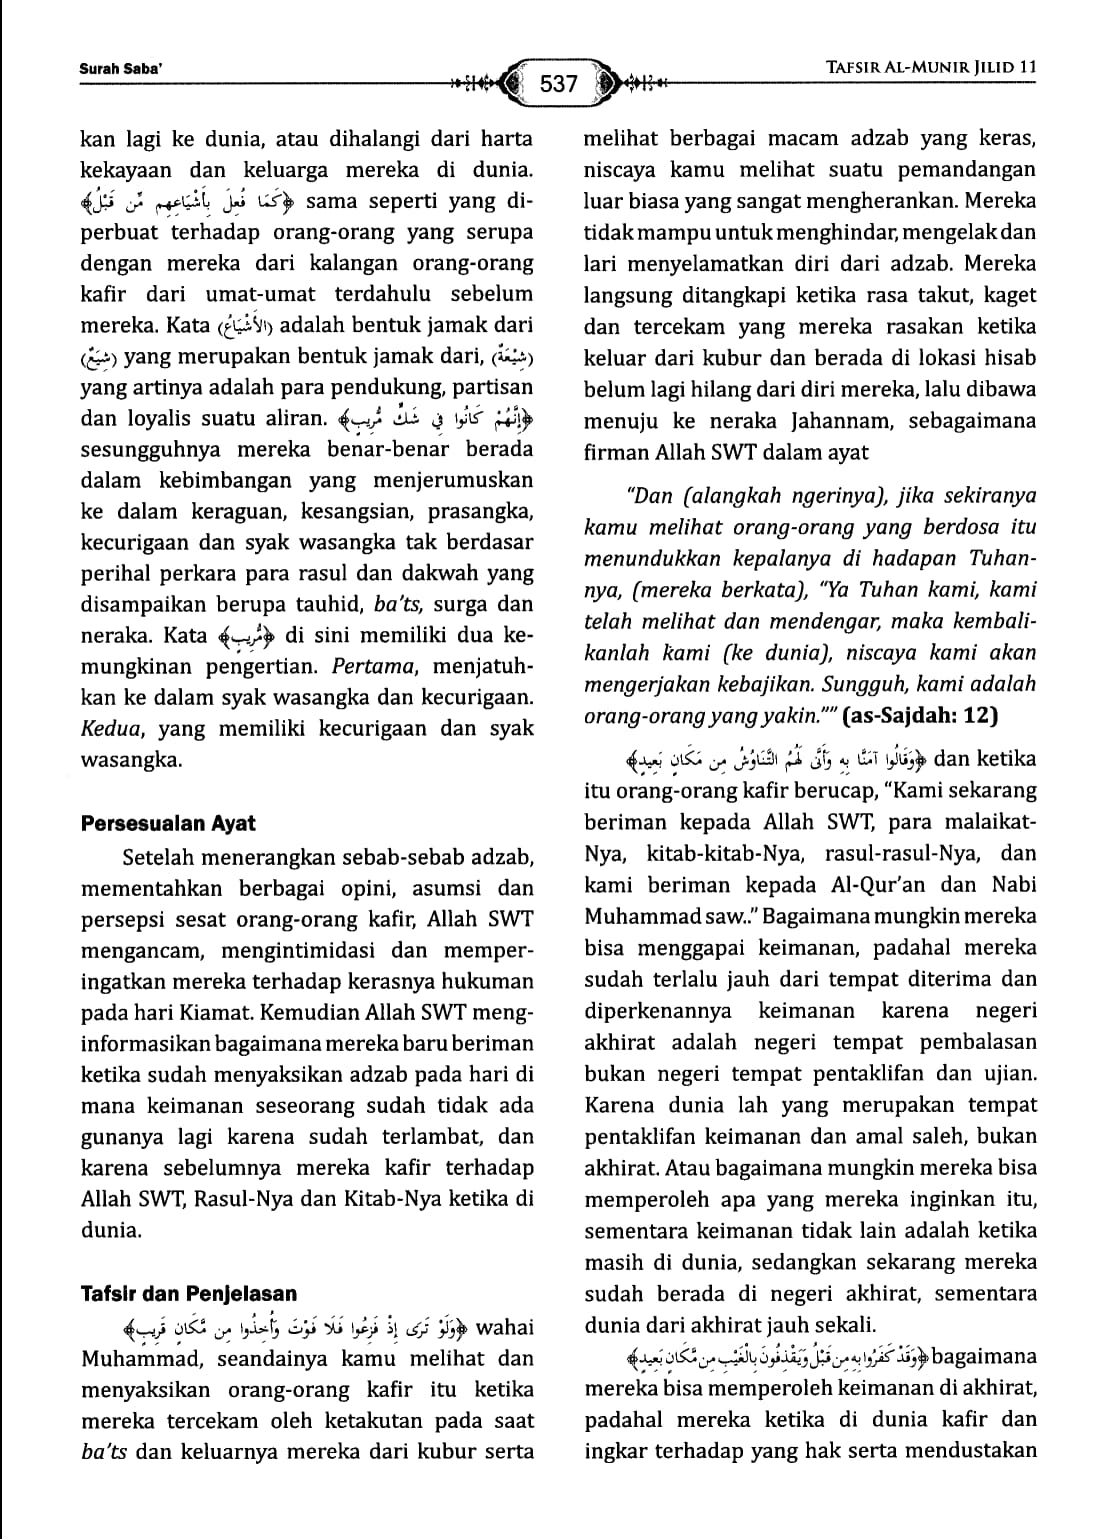 Surah Saba’
537
TAFSIR AL-MUNIR JILID 11
kan lagi ke dunia, atau dihalangi dari harta
kekayaan dan keluarga mereka di dunia.
﴿كَمَا فُعِلَ بِأَشْيَاعِهِم مِّن قَبْلُ﴾ sama seperti yang di-
perbuat terhadap orang-orang yang serupa
dengan mereka dari kalangan orang-orang
kafir dari umat-umat terdahulu sebelum
mereka. Kata (الأَشْيَاعُ) adalah bentuk jamak dari
(شِيَعٌ) yang merupakan bentuk jamak dari, (شِيْعَةٌ)
yang artinya adalah para pendukung, partisan
dan loyalis suatu aliran. ﴿إِنَّهُمْ كَانُوا فِي شَكٍّ مُّرِيبٍ﴾
sesungguhnya mereka benar-benar berada
dalam kebimbangan yang menjerumuskan
ke dalam keraguan, kesangsian, prasangka,
kecurigaan dan syak wasangka tak berdasar
perihal perkara para rasul dan dakwah yang
disampaikan berupa tauhid, ba’ts, surga dan
neraka. Kata ﴿مُّرِيبٍ﴾ di sini memiliki dua ke-
mungkinan pengertian. Pertama, menjatuh-
kan ke dalam syak wasangka dan kecurigaan.
Kedua, yang memiliki kecurigaan dan syak
wasangka.
Persesualan Ayat
Setelah menerangkan sebab-sebab adzab,
mementahkan berbagai opini, asumsi dan
persepsi sesat orang-orang kafir, Allah SWT
mengancam, mengintimidasi dan memper-
ingatkan mereka terhadap kerasnya hukuman
pada hari Kiamat. Kemudian Allah SWT meng-
informasikan bagaimana mereka baru beriman
ketika sudah menyaksikan adzab pada hari di
mana keimanan seseorang sudah tidak ada
gunanya lagi karena sudah terlambat, dan
karena sebelumnya mereka kafir terhadap
Allah SWT, Rasul-Nya dan Kitab-Nya ketika di
dunia.
Tafsir dan Penjelasan
﴿وَلَوْ تَرَى إِذْ فَزِعُوا فَلَا فَوْتَ وَأُخِذُوا مِن مَّكَانٍ قَرِيبٍ﴾ wahai
Muhammad, seandainya kamu melihat dan
menyaksikan orang-orang kafir itu ketika
mereka tercekam oleh ketakutan pada saat
ba’ts dan keluarnya mereka dari kubur serta
melihat berbagai macam adzab yang keras,
niscaya kamu melihat suatu pemandangan
luar biasa yang sangat mengherankan. Mereka
tidak mampu untuk menghindar, mengelak dan
lari menyelamatkan diri dari adzab. Mereka
langsung ditangkapi ketika rasa takut, kaget
dan tercekam yang mereka rasakan ketika
keluar dari kubur dan berada di lokasi hisab
belum lagi hilang dari diri mereka, lalu dibawa
menuju ke neraka Jahannam, sebagaimana
firman Allah SWT dalam ayat
“Dan (alangkah ngerinya), jika sekiranya
kamu melihat orang-orang yang berdosa itu
menundukkan kepalanya di hadapan Tuhan-
nya, (mereka berkata), “Ya Tuhan kami, kami
telah melihat dan mendengar, maka kembali-
kanlah kami (ke dunia), niscaya kami akan
mengerjakan kebajikan. Sungguh, kami adalah
orang-orang yang yakin.”” (as-Sajdah: 12)
﴿وَقَالُوا آمَنَّا بِهِ وَأَنَّى لَهُمُ التَّنَاوُشُ مِن مَكَانٍ بَعِيدٍ﴾ dan ketika
itu orang-orang kafir berucap, “Kami sekarang
beriman kepada Allah SWT, para malaikat-
Nya, kitab-kitab-Nya, rasul-rasul-Nya, dan
kami beriman kepada Al-Qur’an dan Nabi
Muhammad saw..” Bagaimana mungkin mereka
bisa menggapai keimanan, padahal mereka
sudah terlalu jauh dari tempat diterima dan
diperkenannya keimanan karena negeri
akhirat adalah negeri tempat pembalasan
bukan negeri tempat pentaklifan dan ujian.
Karena dunia lah yang merupakan tempat
pentaklifan keimanan dan amal saleh, bukan
akhirat. Atau bagaimana mungkin mereka bisa
memperoleh apa yang mereka inginkan itu,
sementara keimanan tidak lain adalah ketika
masih di dunia, sedangkan sekarang mereka
sudah berada di negeri akhirat, sementara
dunia dari akhirat jauh sekali.
﴿وَقَدْ كَفَرُوا بِهِ مِن قَبْلُ وَيَقْذِفُونَ بِالْغَيْبِ مِن مَّكَانٍ بَعِيدٍ﴾ bagaimana
mereka bisa memperoleh keimanan di akhirat,
padahal mereka ketika di dunia kafir dan
ingkar terhadap yang hak serta mendustakan